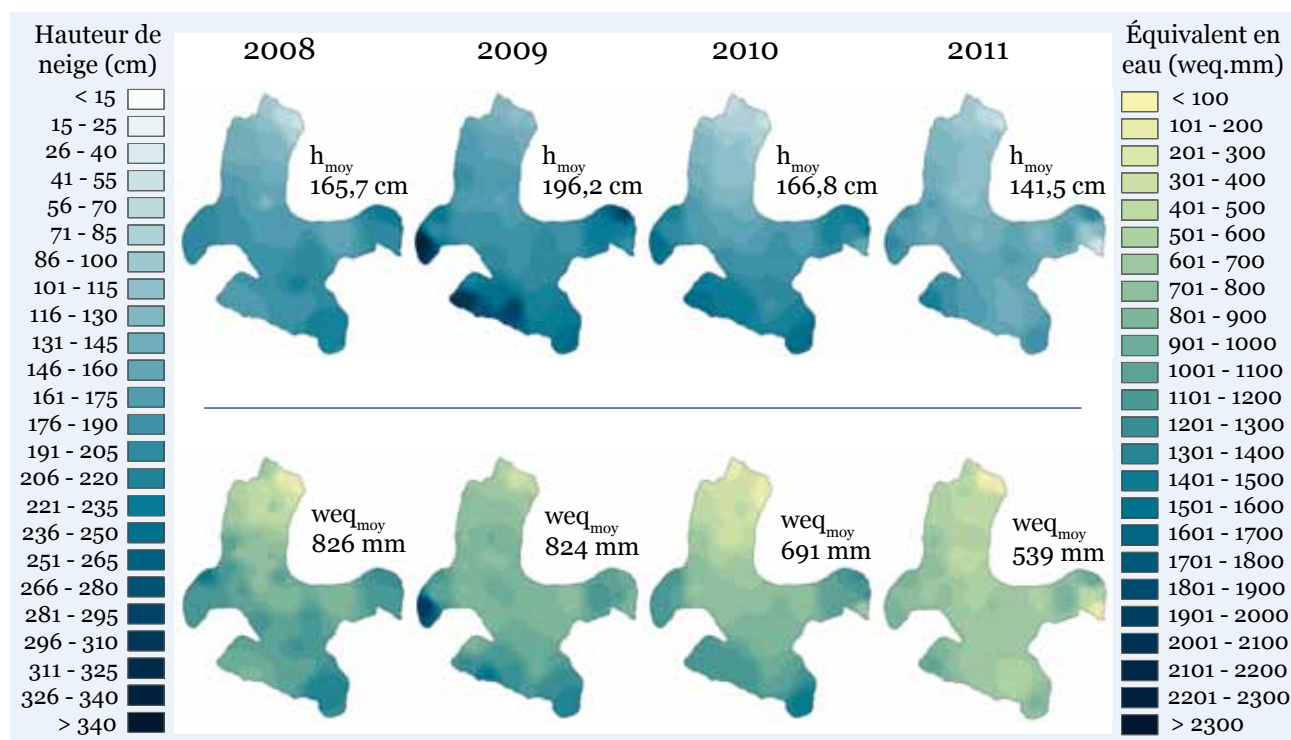 Hauteur de
neige (cm)
< 15
15 - 25
26 - 40
41 - 55
56 - 70
71 - 85
86 - 100
101 - 115
116 - 130
131 - 145
146 - 160
161 - 175
176 - 190
191 - 205
206 - 220
221 - 235
236 - 250
251 - 265
266 - 280
281 - 295
296 - 310
311 - 325
326 - 340
> 340
2008
2009
2010
2011
hmoy
165,7 cm
hmoy
196,2 cm
hmoy
166,8 cm
hmoy
141,5 cm
weqmoy
826 mm
weqmoy
824 mm
weqmoy
691 mm
weqmoy
539 mm
Équivalent en
eau (weq.mm)
< 100
101 - 200
201 - 300
301 - 400
401 - 500
501 - 600
601 - 700
701 - 800
801 - 900
901 - 1000
1001 - 1100
1101 - 1200
1201 - 1300
1301 - 1400
1401 - 1500
1501 - 1600
1601 - 1700
1701 - 1800
1801 - 1900
1901 - 2000
2001 - 2100
2101 - 2200
2201 - 2300
> 2300